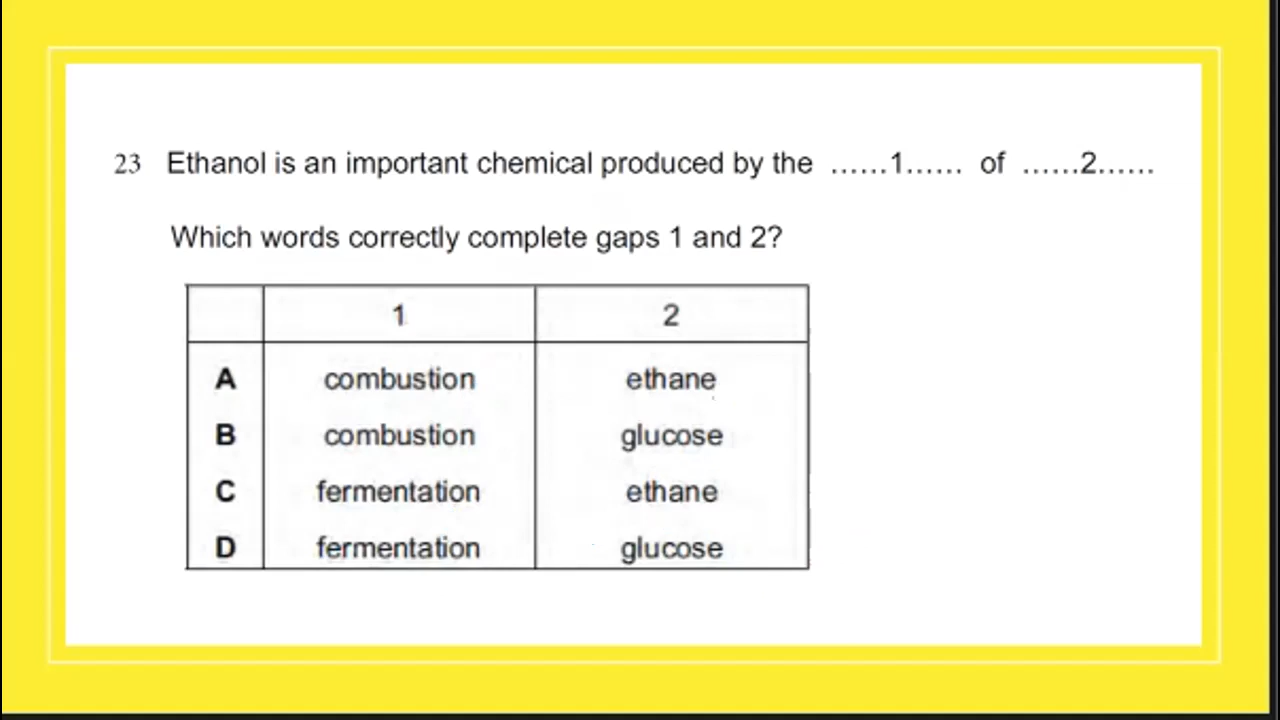 23 Ethanol is an important chemical produced by the ......1...... of ......2......
Which words correctly complete gaps 1 and 2?
1 2
A combustion ethane
B combustion glucose
C fermentation ethane
D fermentation glucose